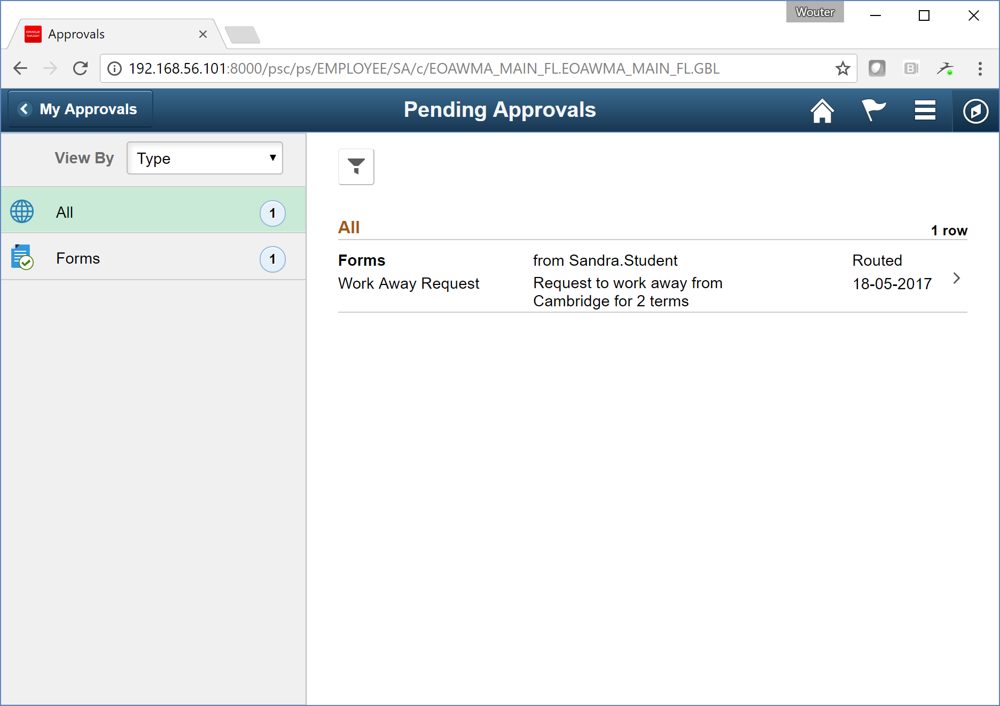 Wouter
ORACLE
PEOPLESOFT
Approvals
192.168.56.101:8000/psc/ps/EMPLOYEE/SA/c/EOAWMA_MAIN_FL.EOAWMA_MAIN_FL.GBL
B
My Approvals
Pending Approvals
View By
Type
All
1
Forms
1
All
1 row
Forms
from Sandra.Student
Routed
Work Away Request
Request to work away from
18-05-2017
Cambridge for 2 terms